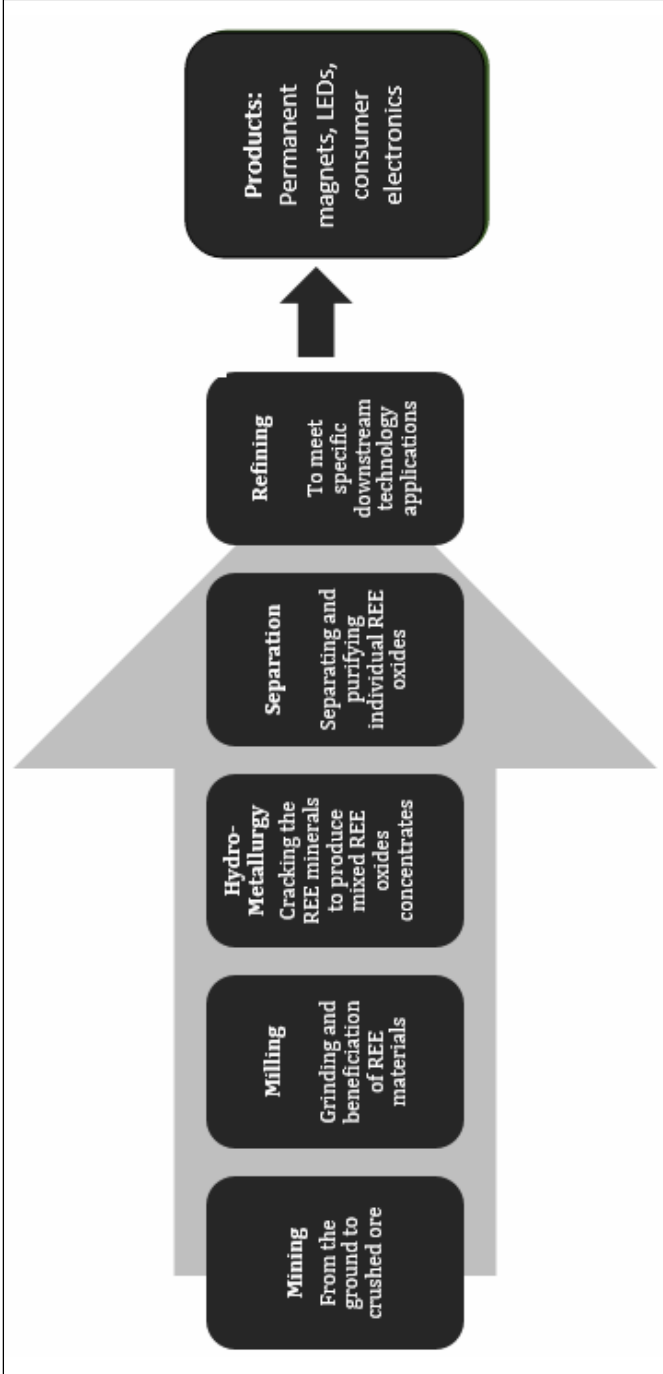 Mining
From the
ground to
crushed ore
Milling
Grinding and
beneficiation
of REE
materials
Hydro-
Metallurgy
Cracking the
REE minerals
to produce
mixed REE
oxides
concentrates
Separation
Separating and
purifying
individual REE
oxides
Refining
To meet
specific
downstream
technology
applications
Products:
Permanent
magnets, LEDs,
consumer
electronics